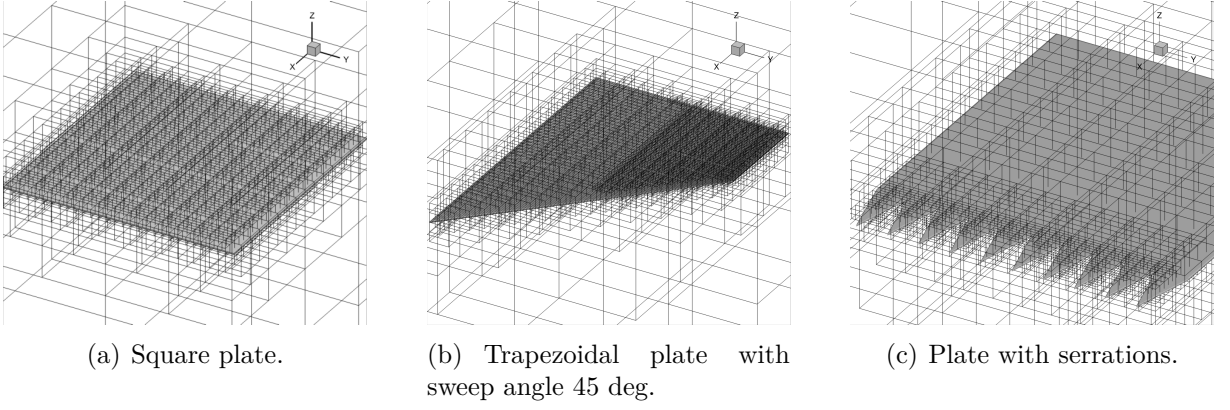 Z
Y
X
Z
Y
X
Z
Y
X
(a) Square plate.
(b) Trapezoidal plate with
sweep angle 45 deg.
(c) Plate with serrations.